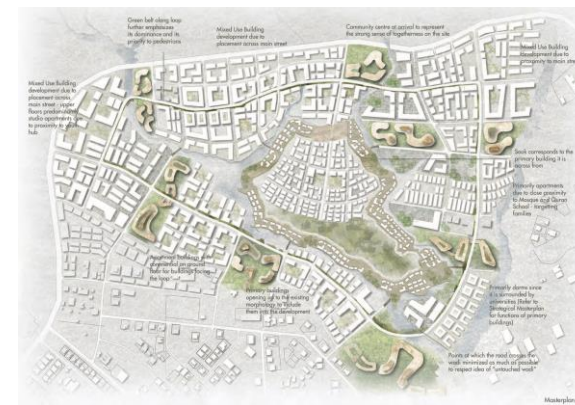 Green belt along loop
further emphasizes
its dominance and its
priority to pedestrians
Mixed Use Building
development due to
placement across main street
Community centre at arrival to represent
the strong sense of togetherness on the site
Mixed Use Building
development due to
proximity to main street
Mixed Use Building
development due to
placement across
main street - upper
floors predominantly
studio apartments due
to proximity to
hub
Souk corresponds to the
primary building it is
across from
Primarily apartments
due to close proximity
to Mosque and Quran
School - targeting
families
Apartment Buildings with
on ground
floor for buildings facing
the loop
Primary buildings
opening up to the existing
morphology to include
them into the development
Primarily dorms since
it is surrounded by
universities (Refer to
Strategical Masterplan
for functions of primary
buildings)
Points at which the road crosses the
minimized as much as possible
to respect idea of "untouched
Masterplan